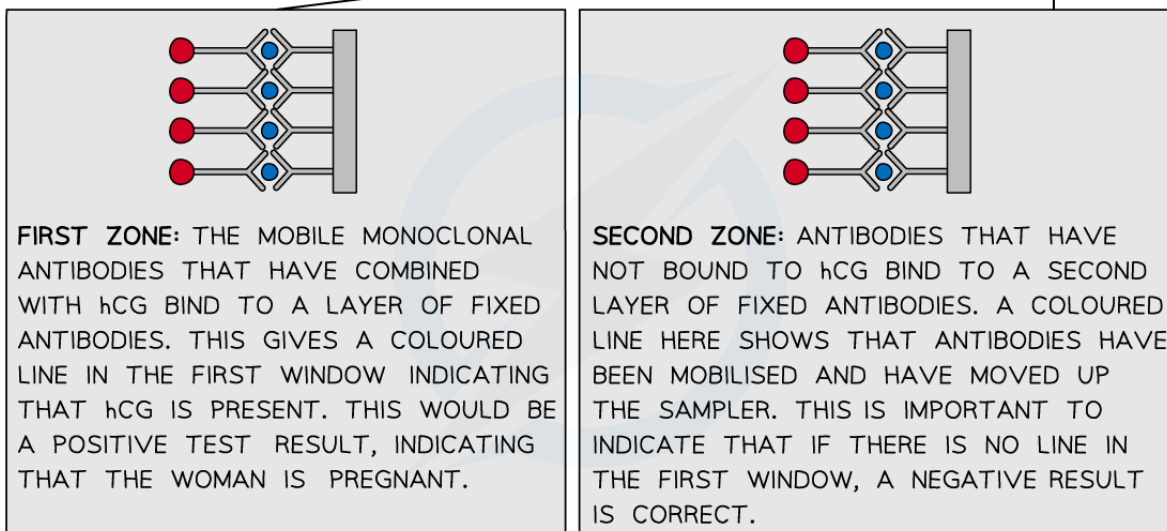 FIRST ZONE: THE MOBILE MONOCLONAL
ANTIBODIES THAT HAVE COMBINED
WITH hCG BIND TO A LAYER OF FIXED
ANTIBODIES. THIS GIVES A COLOURED
LINE IN THE FIRST WINDOW INDICATING
THAT hCG IS PRESENT. THIS WOULD BE
A POSITIVE TEST RESULT, INDICATING
THAT THE WOMAN IS PREGNANT.
SECOND ZONE: ANTIBODIES THAT HAVE
NOT BOUND TO hCG BIND TO A SECOND
LAYER OF FIXED ANTIBODIES. A COLOURED
LINE HERE SHOWS THAT ANTIBODIES HAVE
BEEN MOBILISED AND HAVE MOVED UP
THE SAMPLER. THIS IS IMPORTANT TO
INDICATE THAT IF THERE IS NO LINE IN
THE FIRST WINDOW, A NEGATIVE RESULT
IS CORRECT.